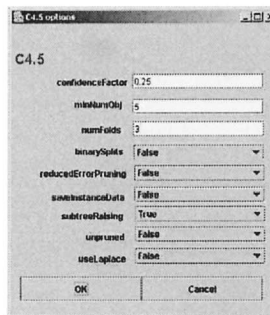 C4.5 options
C4.5
confidenceFactor 0.25
minNumObj 5
numFolds 3
binarySplits False
reducedErrorPruning False
saveInstanceData False
subtreeRaising True
unpruned False
useLaplace False
OK Cancel